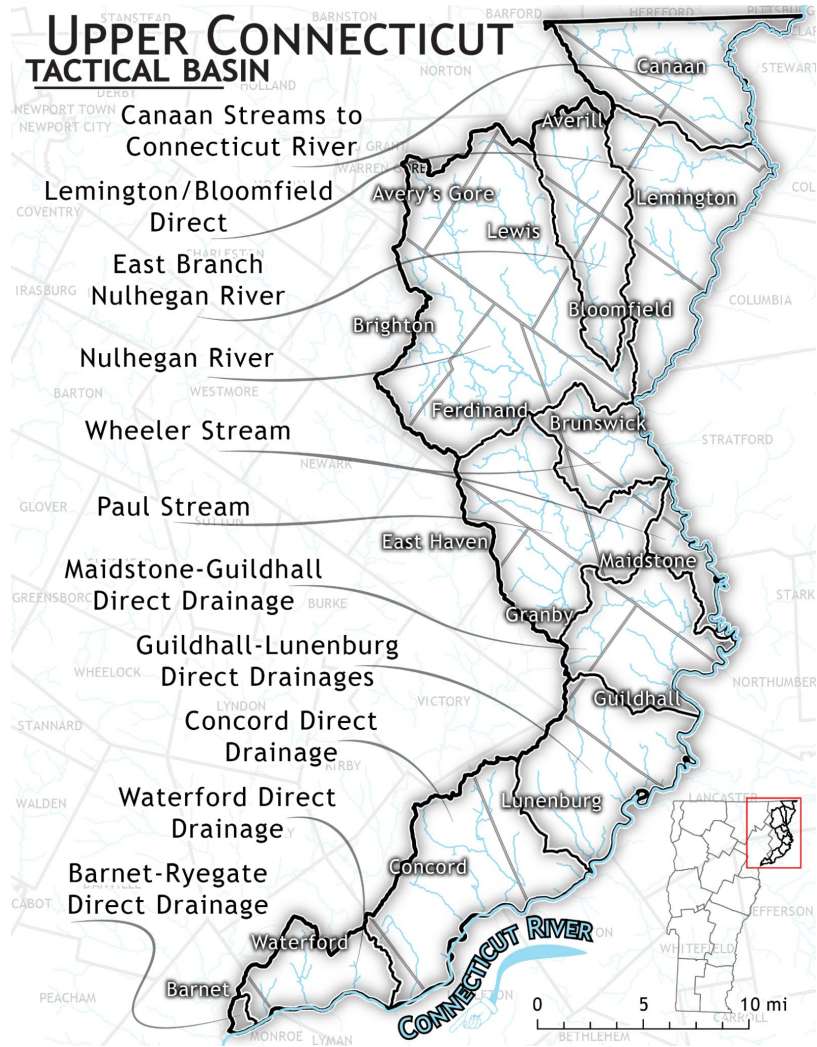 UPPER CONNECTICUT
TACTICAL BASIN
Canaan Streams to
Connecticut River
Lemington/Bloomfield
Direct
East Branch
Nulhegan River
Nulhegan River
Wheeler Stream
Paul Stream
Maidstone-Guildhall
Direct Drainage
Guildhall-Lunenburg
Direct Drainages
Concord Direct
Drainage
Waterford Direct
Drainage
Barnet-Ryegate
Direct Drainage
Canaan
Averill
Avery's Gore
Lemington
Lewis
Bloomfield
Brighton
Ferdinand
Brunswick
East Haven
Maidstone
Granby
Guildhall
Lunenburg
Concord
Waterford
Barnet
CONNECTICUT RIVER
0 5 10 mi
STANSTEAD
BARNSTON
BARFORD
HEREFORD
PITTSBURG
STEWART
NORTON
HOLLAND
DERBY
NEWPORT TOWN
NEWPORT CITY
WARREN GORE
COVENTRY
CHARLESTON
IRASBURG
COLUMBIA
BARTON
WESTMORE
STRATFORD
NEWARK
GLOVER
SUTTON
GREENSBORO
BURKE
STARK
WHEELOCK
NORTHUMBER
LYNDON
VICTORY
STANNARD
KIRBY
WALDEN
LANCASTER
DANVILLE
CABOT
JEFFERSON
WHITEFIELD
PEACHAM
MONROE
LYMAN
BETHLEHEM
CARROLL